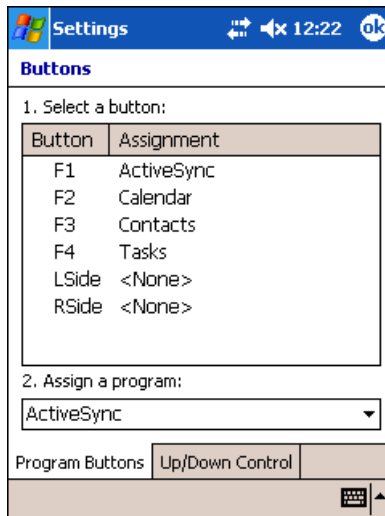 Settings 12:22 ok
Buttons
1. Select a button:
Button Assignment
F1 ActiveSync
F2 Calendar
F3 Contacts
F4 Tasks
LSide <None>
RSide <None>
2. Assign a program:
ActiveSync
Program Buttons Up/Down Control